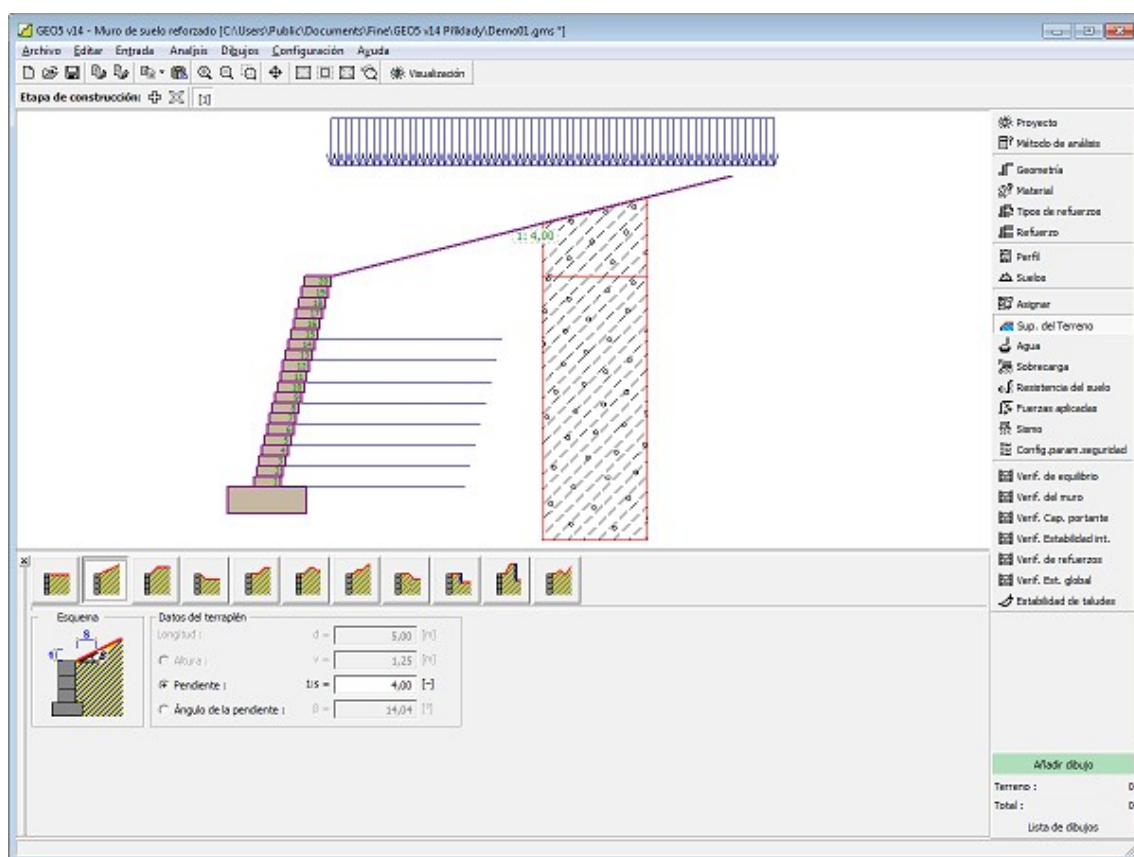 GEO5 v14 - Muro de suelo reforzado [C:\Users\Public\Documents\Fine\GEO5 v14 Příklady\Demo01.gms *]
Archivo Editar Entrada Analjsis Dibujos Configuración Ayuda
Visualización
Etapa de construcción: [1]
1: 4,00
Proyecto
Método de análisis
Geometría
Material
Tipos de refuerzos
Refuerzo
Perfil
Suelos
Asignar
Sup. del Terreno
Agua
Sobrecarga
Resistencia del suelo
Fuerzas aplicadas
Sismo
Config.param.seguridad
Verif. de equilibrio
Verif. del muro
Verif. Cap. portante
Verif. Estabilidad int.
Verif. de refuerzos
Verif. Est. global
Estabilidad de taludes
Esquema
Datos del terraplén
Longitud : d = 5,00 [m]
Altura : v = 1,25 [m]
Pendiente : 1:s = 4,00 [-]
Ángulo de la pendiente : β = 14,04 [°]
Añadir dibujo
Terreno : 0
Total : 0
Lista de dibujos